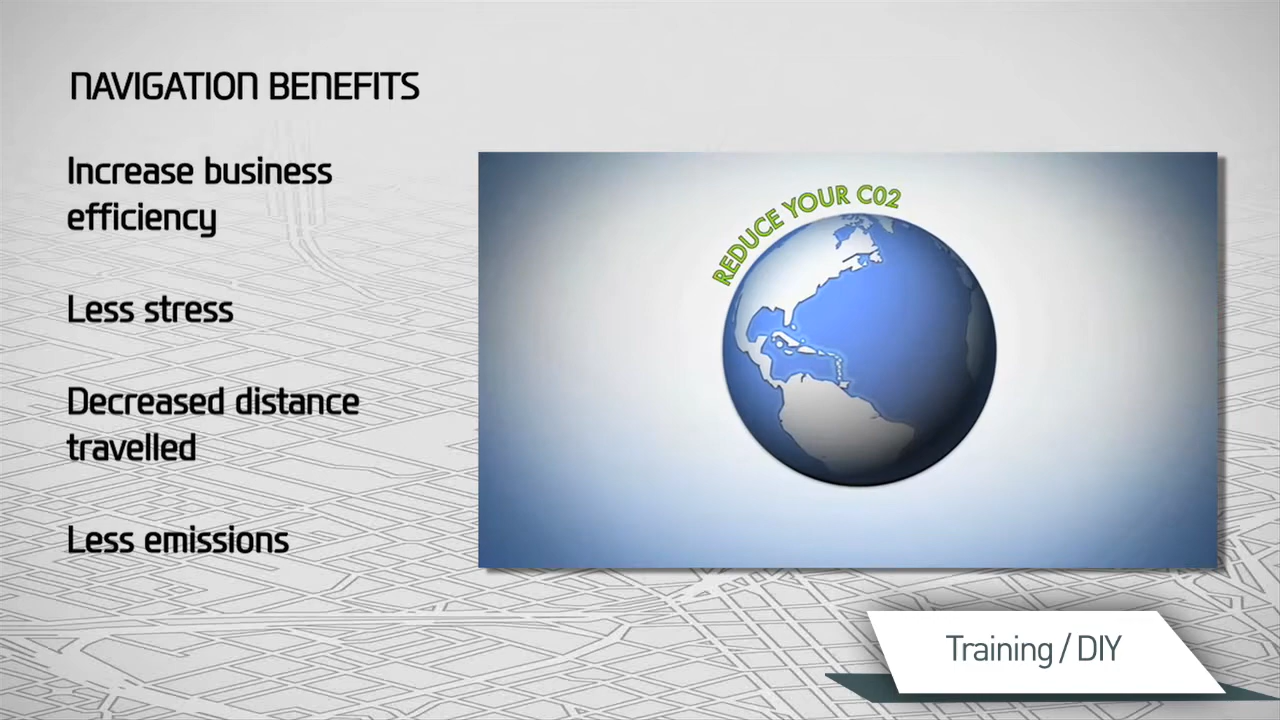 NAVIGATION BENEFITS
Increase business
efficiency
Less stress
Decreased distance
travelled
Less emissions
REDUCE YOUR C02
Training / DIY